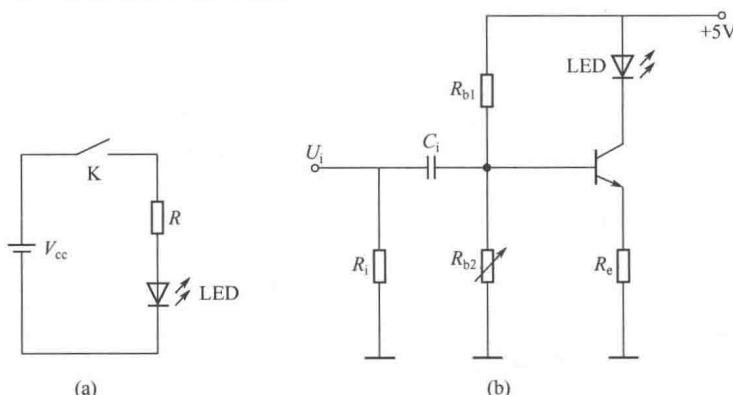 +5V
LED
R_b1
U_i
C_i
K
R
V_cc
R_i
R_b2
R_e
LED
(a)
(b)